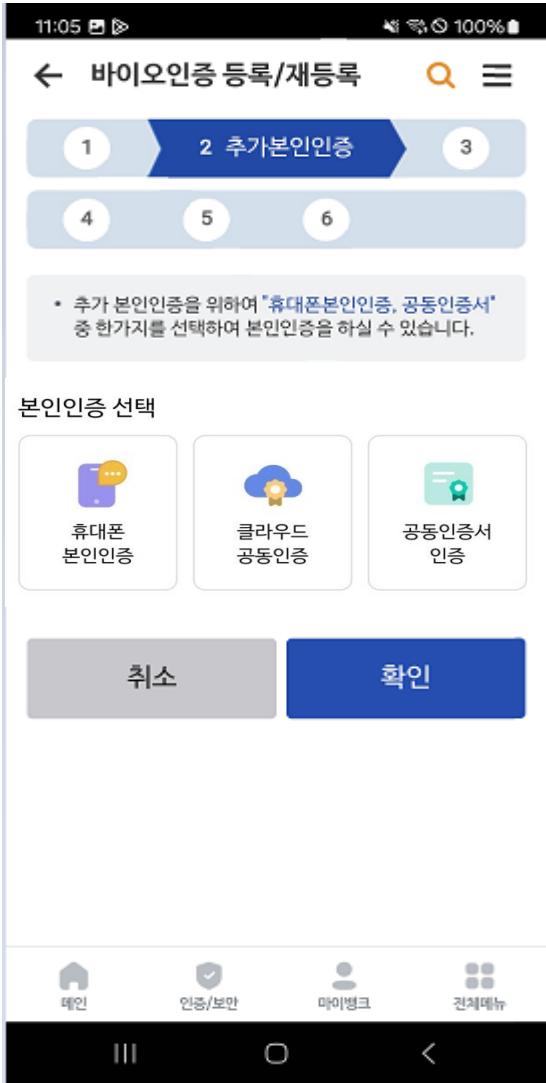 11:05 100%
바이오인증 등록/재등록
1 2 추가본인인증 3
4 5 6
• 추가 본인인증을 위하여 "휴대폰본인인증, 공동인증서"
중 한가지를 선택하여 본인인증을 하실 수 있습니다.
본인인증 선택
휴대폰 클라우드 공동인증서
본인인증 공동인증 인증
취소 확인
메인 인증/보안 마이뱅크 전체메뉴